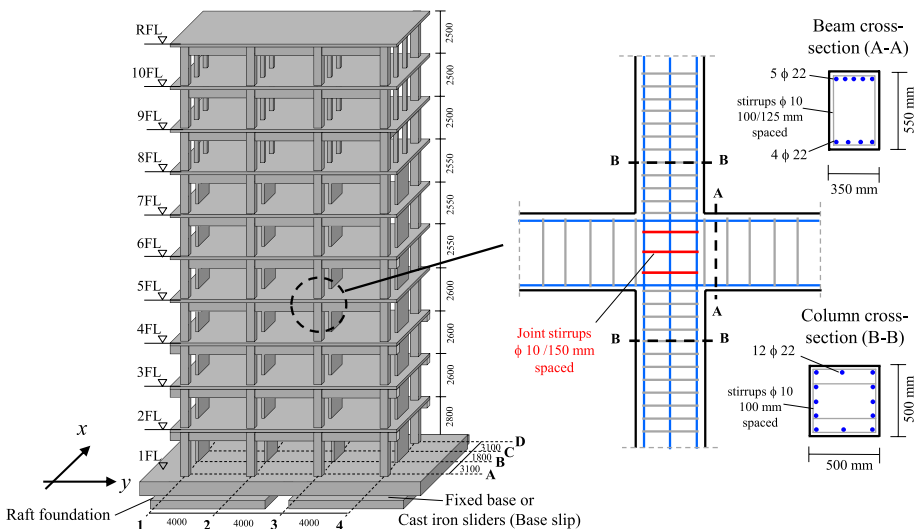 RFL
10FL
9FL
8FL
7FL
6FL
5FL
4FL
3FL
2FL
1FL
2500
2500
2500
2500
2550
2550
2550
2600
2600
2600
2800
x
y
D
C
B
A
3100
1800
3100
Raft foundation
1
2
3
4
4000
4000
4000
Fixed base or
Cast iron sliders (Base slip)
B
B
A
A
B
B
Joint stirrups
ϕ 10 /150 mm
spaced
Beam cross-
section (A-A)
5 ϕ 22
stirrups ϕ 10
100/125 mm
spaced
4 ϕ 22
550 mm
350 mm
Column cross-
section (B-B)
12 ϕ 22
stirrups ϕ 10
100 mm
spaced
500 mm
500 mm